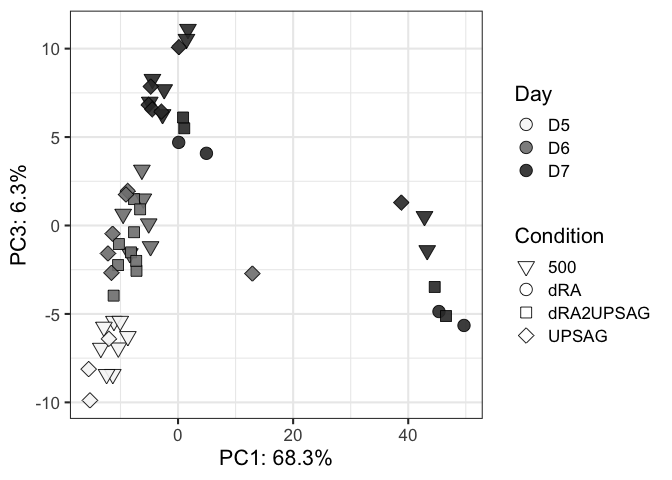 10
5
0
-5
-10
PC3: 6.3%
0
20
40
PC1: 68.3%
Day
D5
D6
D7
Condition
500
dRA
dRA2UPSAG
UPSAG